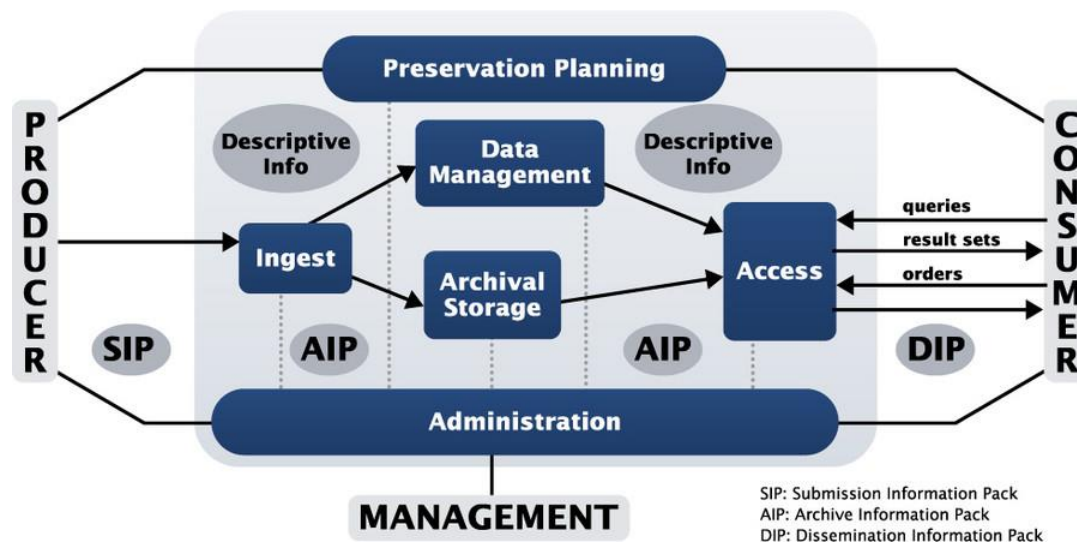 Preservation Planning
PRODUCER
CONSUMER
Descriptive
Info
Data
Management
Descriptive
Info
queries
result sets
orders
Ingest
Archival
Storage
Access
SIP
AIP
AIP
DIP
Administration
MANAGEMENT
SIP: Submission Information Pack
AIP: Archive Information Pack
DIP: Dissemination Information Pack